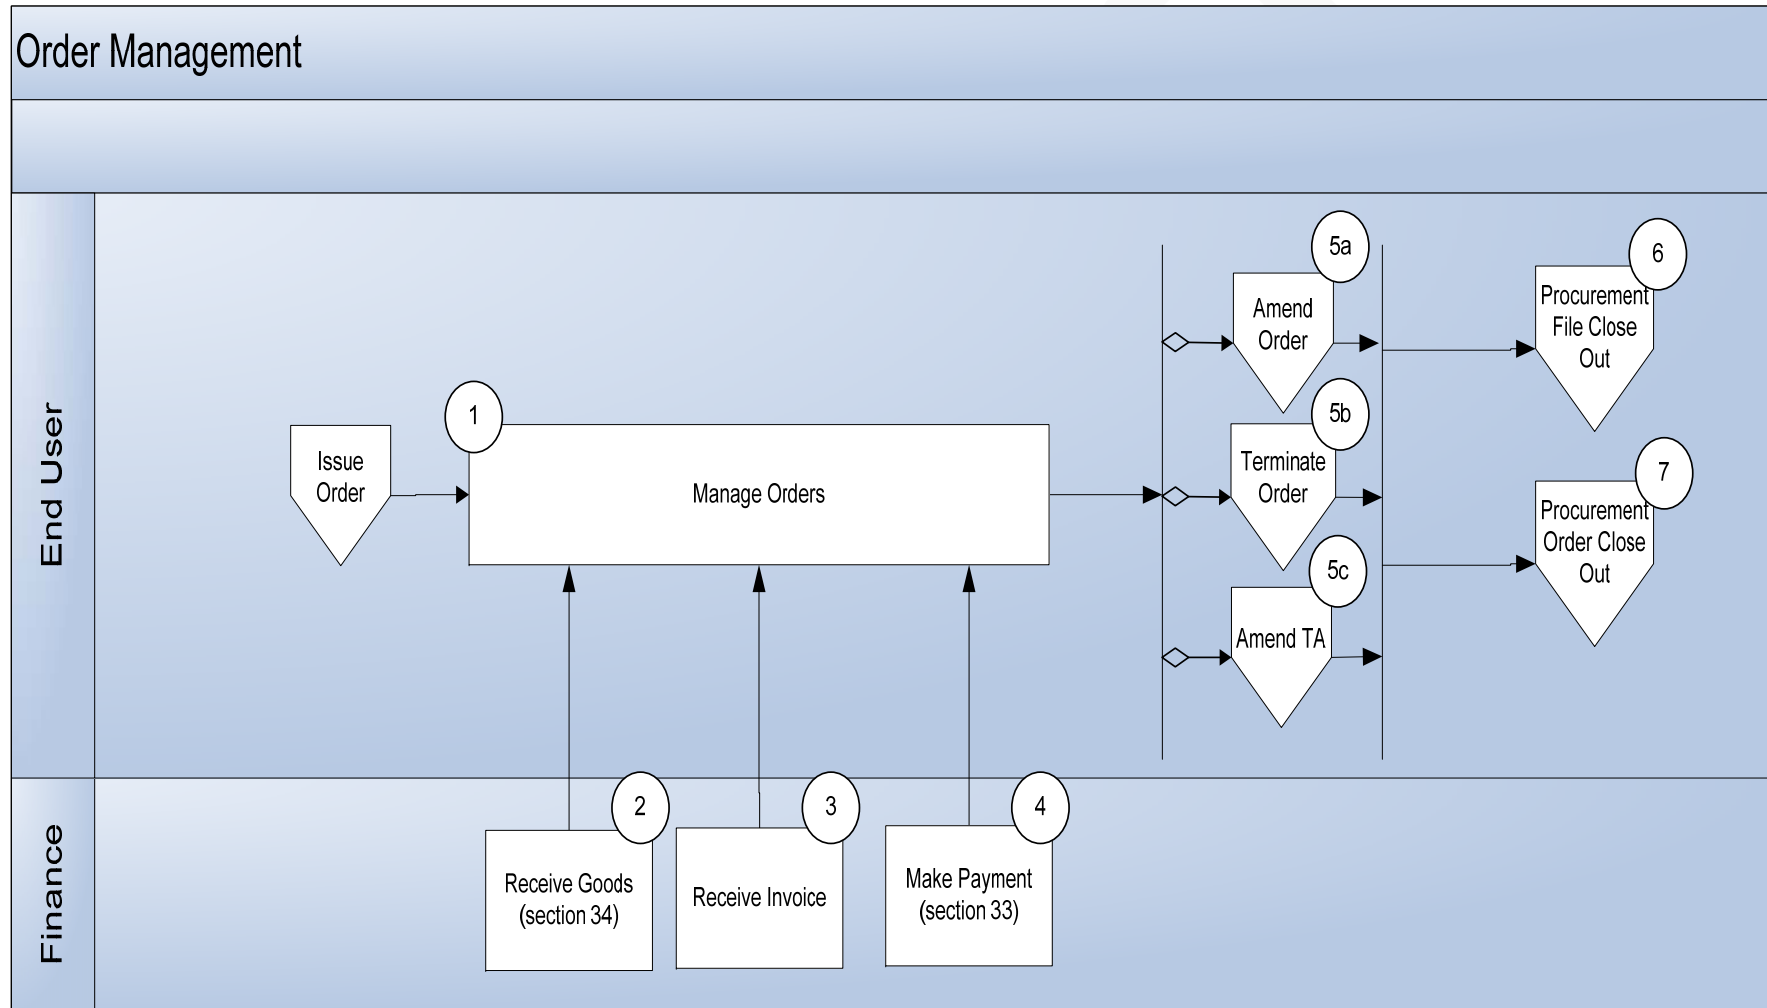 Order Management
End User
Issue
Order
1
Manage Orders
5a
Amend
Order
5b
Terminate
Order
5c
Amend TA
6
Procurement
File Close
Out
7
Procurement
Order Close
Out
Finance
2
Receive Goods
(section 34)
3
Receive Invoice
4
Make Payment
(section 33)